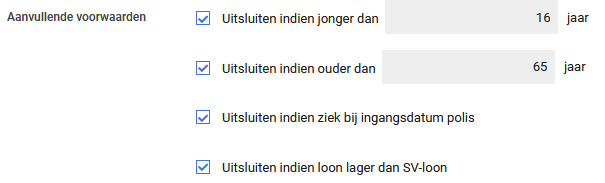 Aanvullende voorwaarden
Uitsluiten indien jonger dan 16 jaar
Uitsluiten indien ouder dan 65 jaar
Uitsluiten indien ziek bij ingangsdatum polis
Uitsluiten indien loon lager dan SV-loon